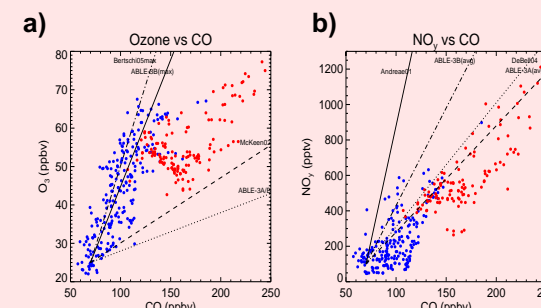 a)
Ozone vs CO
Bertschi05max
ABLE-3B(max)
McKeen02
ABLE-3A/B
O3 (ppbv)
80
70
60
50
40
30
20
50 100 150 200 250
CO (ppbv)
b)
NOy vs CO
ABLE-3B(avg)
DeBell04
Andreae01
ABLE-3A(av
NOy (pptv)
1200
1000
800
600
400
200
0
50 100 150 200
CO (ppbv)